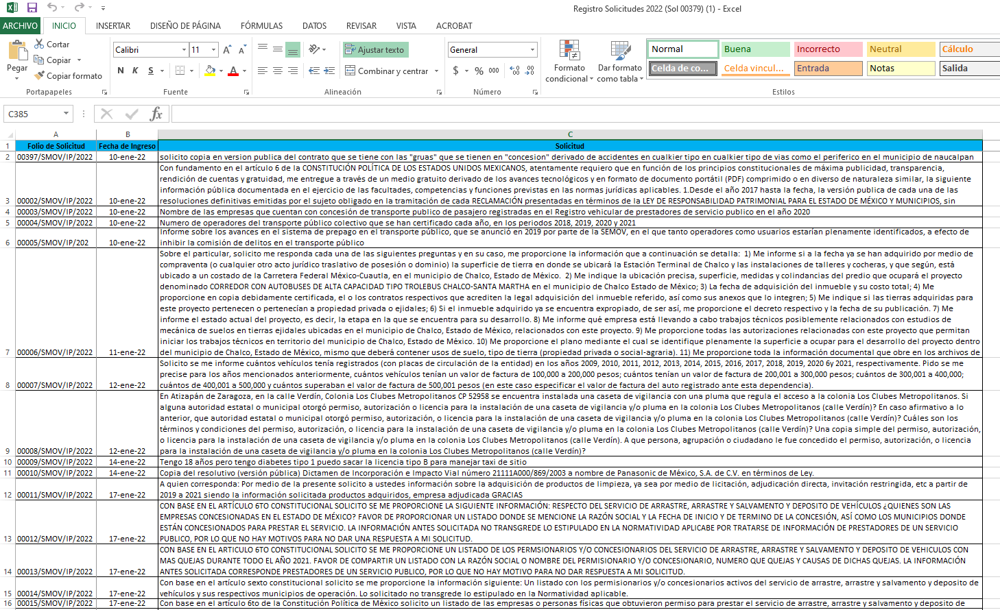 Registro Solicitudes 2022 (Sol 00379) (1) - Excel
ARCHIVO INICIO INSERTAR DISEÑO DE PÁGINA FÓRMULAS DATOS REVISAR VISTA ACROBAT
Pegar
Cortar
Copiar
Copiar formato
Portapapeles
Calibri 11
N K S
Fuente
Ajustar texto
Combinar y centrar
Alineación
General
$ % 000
Número
Formato condicional
Dar formato como tabla
Normal Buena Incorrecto Neutral Cálculo
Celda de co... Celda vincul... Entrada Notas Salida
Estilos
C385
fx
A B C
1 Folio de Solicitud Fecha de Ingreso Solicitud
2 00397/SMOV/IP/2022 10-ene-22 solicito copia en version publica del contrato que se tiene con las "gruas" que se tienen en "concesion" derivado de accidentes en cualkier tipo en cualkier tipo de vias como el periferico en el municipio de naucalpan
Con fundamento en el artículo 6 de la CONSTITUCIÓN POLÍTICA DE LOS ESTADOS UNIDOS MEXICANOS, atentamente requiero que en función de los principios constitucionales de máxima publicidad, transparencia,
rendición de cuentas y gratuidad, me entregue a través de un medio gratuito derivado de los avances tecnológicos y en formato de documento portátil (PDF) comprimido o en diverso de naturaleza similar, la siguiente
información pública documentada en el ejercicio de las facultades, competencias y funciones previstas en las normas jurídicas aplicables. 1.Desde el año 2017 hasta la fecha, la versión publica de cada una de las
3 00002/SMOV/IP/2022 10-ene-22 resoluciones definitivas emitidas por el sujeto obligado en la tramitación de cada RECLAMACIÓN presentadas en términos de la LEY DE RESPONSABILIDAD PATRIMONIAL PARA EL ESTADO DE MÉXICO Y MUNICIPIOS, sin
4 00003/SMOV/IP/2022 10-ene-22 Nombre de las empresas que cuentan con concesión de transporte publico de pasajero registradas en el Registro vehicular de prestadores de servicio publico en el año 2020
5 00004/SMOV/IP/2022 10-ene-22 Numero de operadores del transporte público colectivo que se han certificado cada año, en los periodos 2018, 2019, 2020 y 2021
Informe sobre los avances en el sistema de prepago en el transporte público, que se anunció en 2019 por parte de la SEMOV, en el que tanto operadores como usuarios estarían plenamente identificados, a efecto de
6 00005/SMOV/IP/202 10-ene-22 inhibir la comisión de delitos en el transporte público
Sobre el particular, solicito me responda cada una de las siguientes preguntas y en su caso, me proporcione la información que a continuación se detalla: 1) Me informe si a la fecha ya se han adquirido por medio de
compraventa (o cualquier otro acto jurídico traslativo de posesión o dominio) la superficie de tierra en donde se ubicará la Estación Terminal de Chalco y las instalaciones de talleres y cocheras, y que según, está
ubicado a un costado de la Carretera Federal México-Cuautla, en el municipio de Chalco, Estado de México. 2) Me indique la ubicación precisa, superficie, medidas y colindancias del predio que ocupará el proyecto
denominado CORREDOR CON AUTOBUSES DE ALTA CAPACIDAD TIPO TROLEBUS CHALCO-SANTA MARTHA en el municipio de Chalco Estado de México; 3) La fecha de adquisición del inmueble y su costo total; 4) Me
proporcione en copia debidamente certificada, el o los contratos respectivos que acrediten la legal adquisición del inmueble referido, así como sus anexos que lo integren; 5) Me indique si las tierras adquiridas para
este proyecto pertenecen o pertenecían a propiedad privada o ejidales; 6) Si el inmueble adquirido ya se encuentra expropiado, de ser así, me proporcione el decreto respectivo y la fecha de su publicación. 7) Me
informe el estado actual del proyecto, es decir, la etapa en la que se encuentra para su desarrollo. 8) Me informe qué empresa está llevando a cabo trabajos técnicos posiblemente relacionados con estudios de
mecánica de suelos en tierras ejidales ubicadas en el municipio de Chalco, Estado de México, relacionados con este proyecto. 9) Me proporcione todas las autorizaciones relacionadas con este proyecto que permitan
iniciar los trabajos técnicos en territorio del municipio de Chalco, Estado de México. 10) Me proporcione el plano mediante el cual se identifique plenamente la superficie a ocupar para el desarrollo del proyecto dentro
7 00006/SMOV/IP/2022 11-ene-22 del municipio de Chalco, Estado de México, mismo que deberá contener usos de suelo, tipo de tierra (propiedad privada o social-agraria). 11) Me proporcione toda la información documental que obre en los archivos de
Solicito se me informe cuántos vehículos tenía registrados (con placas de circulación de la entidad) en los años 2009, 2010, 2011, 2012, 2013, 2014, 2015, 2016, 2017, 2018, 2019, 2020 6y 2021, respectivamente. Pido se me
precise para los años mencionados anteriormente, cuántos vehículos tenían un valor de factura de 100,000 a 200,000 pesos; cuántos tenían un valor de factura de 200,001 a 300,000 pesos; cuántos de 300,001 a 400,000;
8 00007/SMOV/IP/2022 12-ene-22 cuántos de 400,001 a 500,000 y cuántos superaban el valor de factura de 500,001 pesos (en este caso especificar el valor de factura del auto registrado ante esta dependencia).
En Atizapán de Zaragoza, en la calle Verdín, Colonia Los Clubes Metropolitanos CP 52958 se encuentra instalada una caseta de vigilancia con una pluma que regula el acceso a la colonia Los Clubes Metropolitanos. Si
alguna autoridad estatal o municipal otorgó permiso, autorización o licencia para la instalación de una caseta de vigilancia y/o pluma en la colonia Los Clubes Metropolitanos (calle Verdín)? En caso afirmativo a lo
anterior, que autoridad estatal o municipal otorgó permiso, autorización, o licencia para la instalación de una caseta de vigilancia y/o pluma en la colonia Los Clubes Metropolitanos (calle Verdín)? Cuáles son los
términos y condiciones del permiso, autorización, o licencia para la instalación de una caseta de vigilancia y/o pluma en la colonia Los Clubes Metropolitanos (calle Verdín)? Una copia simple del permiso, autorización,
o licencia para la instalación de una caseta de vigilancia y/o pluma en la colonia Los Clubes Metropolitanos (calle Verdín). A que persona, agrupación o ciudadano le fue concedido el permiso, autorización, o licencia
9 00008/SMOV/IP/2022 12-ene-22 para la instalación de una caseta de vigilancia y/o pluma en la colonia Los Clubes Metropolitanos (calle Verdín)?
10 00009/SMOV/IP/2022 14-ene-22 Tengo 18 años pero tengo diabetes tipo 1 puedo sacar la licencia tipo B para manejar taxi de sitio
11 00010/SMOV/IP/2022 14-ene-22 Copia del resolutivo (versión pública) Dictamen de Incorporación e Impacto Vial número 21111A000/869/2003 a nombre de Panasonic de México, S.A. de C.V. en términos de Ley.
A quien corresponda: Por medio de la presente solicito a ustedes información sobre la adquisición de productos de limpieza, ya sea por medio de licitación, adjudicación directa, invitación restringida, etc a partir de
12 00011/SMOV/IP/2022 17-ene-22 2019 a 2021 siendo la información solicitada productos adquiridos, empresa adjudicada GRACIAS
CON BASE EN EL ARTÍCULO 6TO CONSTITUCIONAL SOLICITO SE ME PROPORCIONE LA SIGUIENTE INFORMACIÓN: RESPECTO DEL SERVICIO DE ARRASTRE, ARRASTRE Y SALVAMENTO Y DEPOSITO DE VEHÍCULOS ¿QUIENES SON LAS
EMPRESAS CONCESIONADAS EN EL ESTADO DE MÉXICO? FAVOR DE PROPORCIONAR UN LISTADO DONDE SE MENCIONE LA RAZÓN SOCIAL Y LA FECHA DE INICIO Y DE TERMINO DE LA CONCESIÓN, ASÍ COMO LOS MUNICIPIOS DONDE
ESTÁN CONCESIONADOS PARA PRESTAR EL SERVICIO. LA INFORMACIÓN ANTES SOLICITADA NO TRANSGREDE LO ESTIPULADO EN LA NORMATIVIDAD APLICABE POR TRATARSE DE INFORMACIÓN DE PRESTADORES DE UN SERVICIO
13 00012/SMOV/IP/2022 17-ene-22 PUBLICO, POR LO QUE NO HAY MOTIVOS PARA NO DAR UNA RESPUESTA A MI SOLICITUD.
CON BASE EN EL ARTICULO 6TO CONSTITUCIONAL SOLICITO SE ME PROPORCIONE UN LISTADO DE LOS PERMSIONARIOS Y/O CONCESIONARIOS DEL SERVICIO DE ARRASTRE, ARRASTRE Y SALVAMENTO Y DEPOSITO DE VEHICULOS CON
MAS QUEJAS DURANTE TODO EL AÑO 2021. FAVOR DE COMPARTIR UN LISTADO CON LA RAZÓN SOCIAL O NOMBRE DEL PERMISIONARIO Y/O CONCESIONARIO, NUMERO QUE QUEJAS Y CAUSAS DE DICHAS QUEJAS. LA INFORMACIÓN
14 00013/SMOV/IP/2022 17-ene-22 ANTES SOLICITADA CORRESPONDE PRESTADORES DE UN SERVICIO PUBLICO, POR LO QUE NO HAY MOTIVO PARA NO DAR RESPUESTA A MI SOLICITUD.
Con base en el artículo sexto constitucional solicito se me proporcione la información siguiente: Un listado con los permisionarios y/o concesionarios activos del servicio de arrastre, arrastre y salvamento y deposito de
15 00014/SMOV/IP/2022 17-ene-22 vehículos y sus respectivos municipios de operación. Lo solicitado no transgrede lo estipulado en la Normatividad aplicable.
16 00015/SMOV/IP/2022 17-ene-22 Con base en el artículo 6to de la Constitución Política de México solicito un listado de las empresas o personas físicas que obtuvieron permiso para prestar el servicio de arrastre, arrastre y salvamento y deposito de